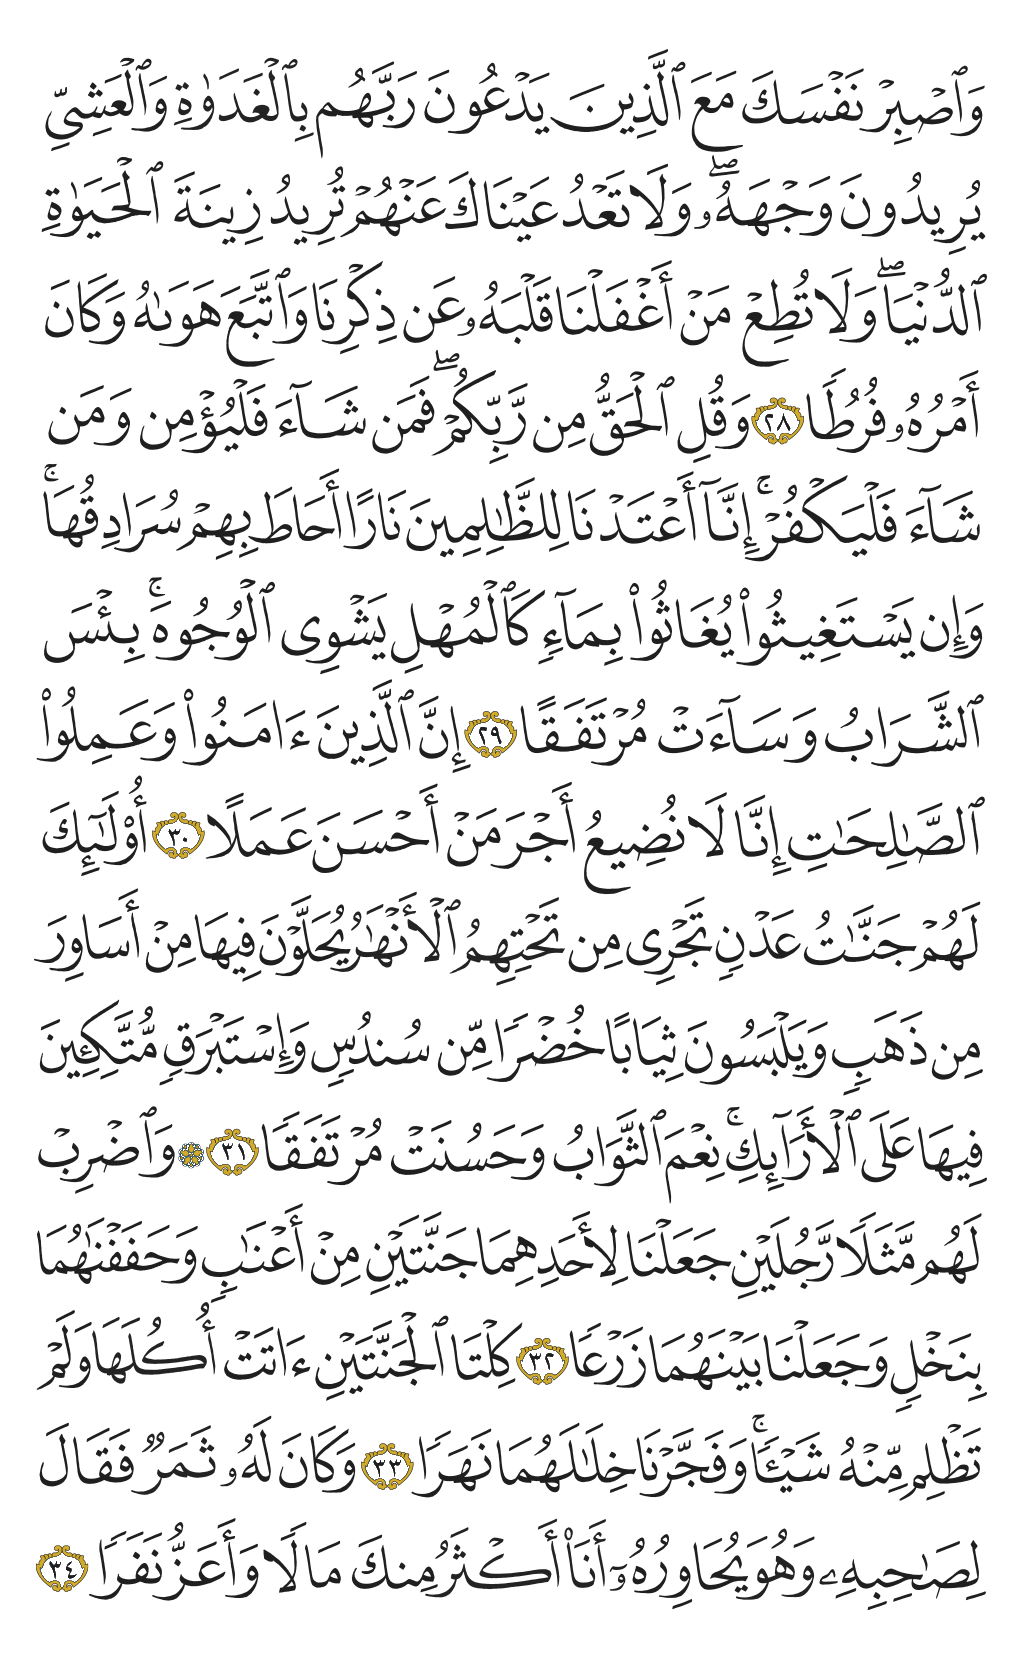 وَٱصْبِرْ نَفْسَكَ مَعَ ٱلَّذِينَ يَدْعُونَ رَبَّهُم بِٱلْغَدَوٰةِ وَٱلْعَشِىِّ
يُرِيدُونَ وَجْهَهُۥۖ وَلَا تَعْدُ عَيْنَاكَ عَنْهُمْ تُرِيدُ زِينَةَ ٱلْحَيَوٰةِ
ٱلدُّنْيَاۖ وَلَا تُطِعْ مَنْ أَغْفَلْنَا قَلْبَهُۥ عَن ذِكْرِنَا وَٱتَّبَعَ هَوَىٰهُ وَكَانَ
أَمْرُهُۥ فُرُطًا ٢٨ وَقُلِ ٱلْحَقُّ مِن رَّبِّكُمْۖ فَمَن شَآءَ فَلْيُؤْمِن وَمَن
شَآءَ فَلْيَكْفُرْۚ إِنَّآ أَعْتَدْنَا لِلظَّٰلِمِينَ نَارًا أَحَاطَ بِهِمْ سُرَادِقُهَاۚ
وَإِن يَسْتَغِيثُوا۟ يُغَاثُوا۟ بِمَآءٍ كَٱلْمُهْلِ يَشْوِى ٱلْوُجُوهَۚ بِئْسَ
ٱلشَّرَابُ وَسَآءَتْ مُرْتَفَقًا ٢٩ إِنَّ ٱلَّذِينَ ءَامَنُوا۟ وَعَمِلُوا۟
ٱلصَّٰلِحَٰتِ إِنَّا لَا نُضِيعُ أَجْرَ مَنْ أَحْسَنَ عَمَلًا ٣٠ أُو۟لَٰٓئِكَ
لَهُمْ جَنَّٰتُ عَدْنٍ تَجْرِى مِن تَحْتِهِمُ ٱلْأَنْهَٰرُ يُحَلَّوْنَ فِيهَا مِنْ أَسَاوِرَ
مِن ذَهَبٍ وَيَلْبَسُونَ ثِيَابًا خُضْرًا مِّن سُندُسٍ وَإِسْتَبْرَقٍ مُّتَّكِـِٔينَ
فِيهَا عَلَى ٱلْأَرَآئِكِۚ نِعْمَ ٱلثَّوَابُ وَحَسُنَتْ مُرْتَفَقًا ٣١ ۞ وَٱضْرِبْ
لَهُم مَّثَلًا رَّجُلَيْنِ جَعَلْنَا لِأَحَدِهِمَا جَنَّتَيْنِ مِنْ أَعْنَٰبٍ وَحَفَفْنَٰهُمَا
بِنَخْلٍ وَجَعَلْنَا بَيْنَهُمَا زَرْعًا ٣٢ كِلْتَا ٱلْجَنَّتَيْنِ ءَاتَتْ أُكُلَهَا وَلَمْ
تَظْلِم مِّنْهُ شَيْـًٔاۚ وَفَجَّرْنَا خِلَٰلَهُمَا نَهَرًا ٣٣ وَكَانَ لَهُۥ ثَمَرٌ فَقَالَ
لِصَٰحِبِهِۦ وَهُوَ يُحَاوِرُهُۥٓ أَنَا۠ أَكْثَرُ مِنكَ مَالًا وَأَعَزُّ نَفَرًا ٣٤